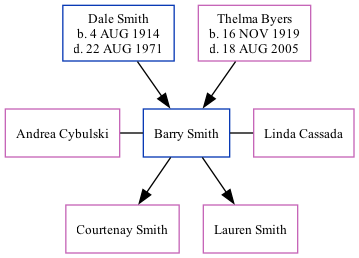 Dale Smith
b. 4 AUG 1914
d. 22 AUG 1971
Thelma Byers
b. 16 NOV 1919
d. 18 AUG 2005
Andrea Cybulski
Barry Smith
Linda Cassada
Courtenay Smith
Lauren Smith